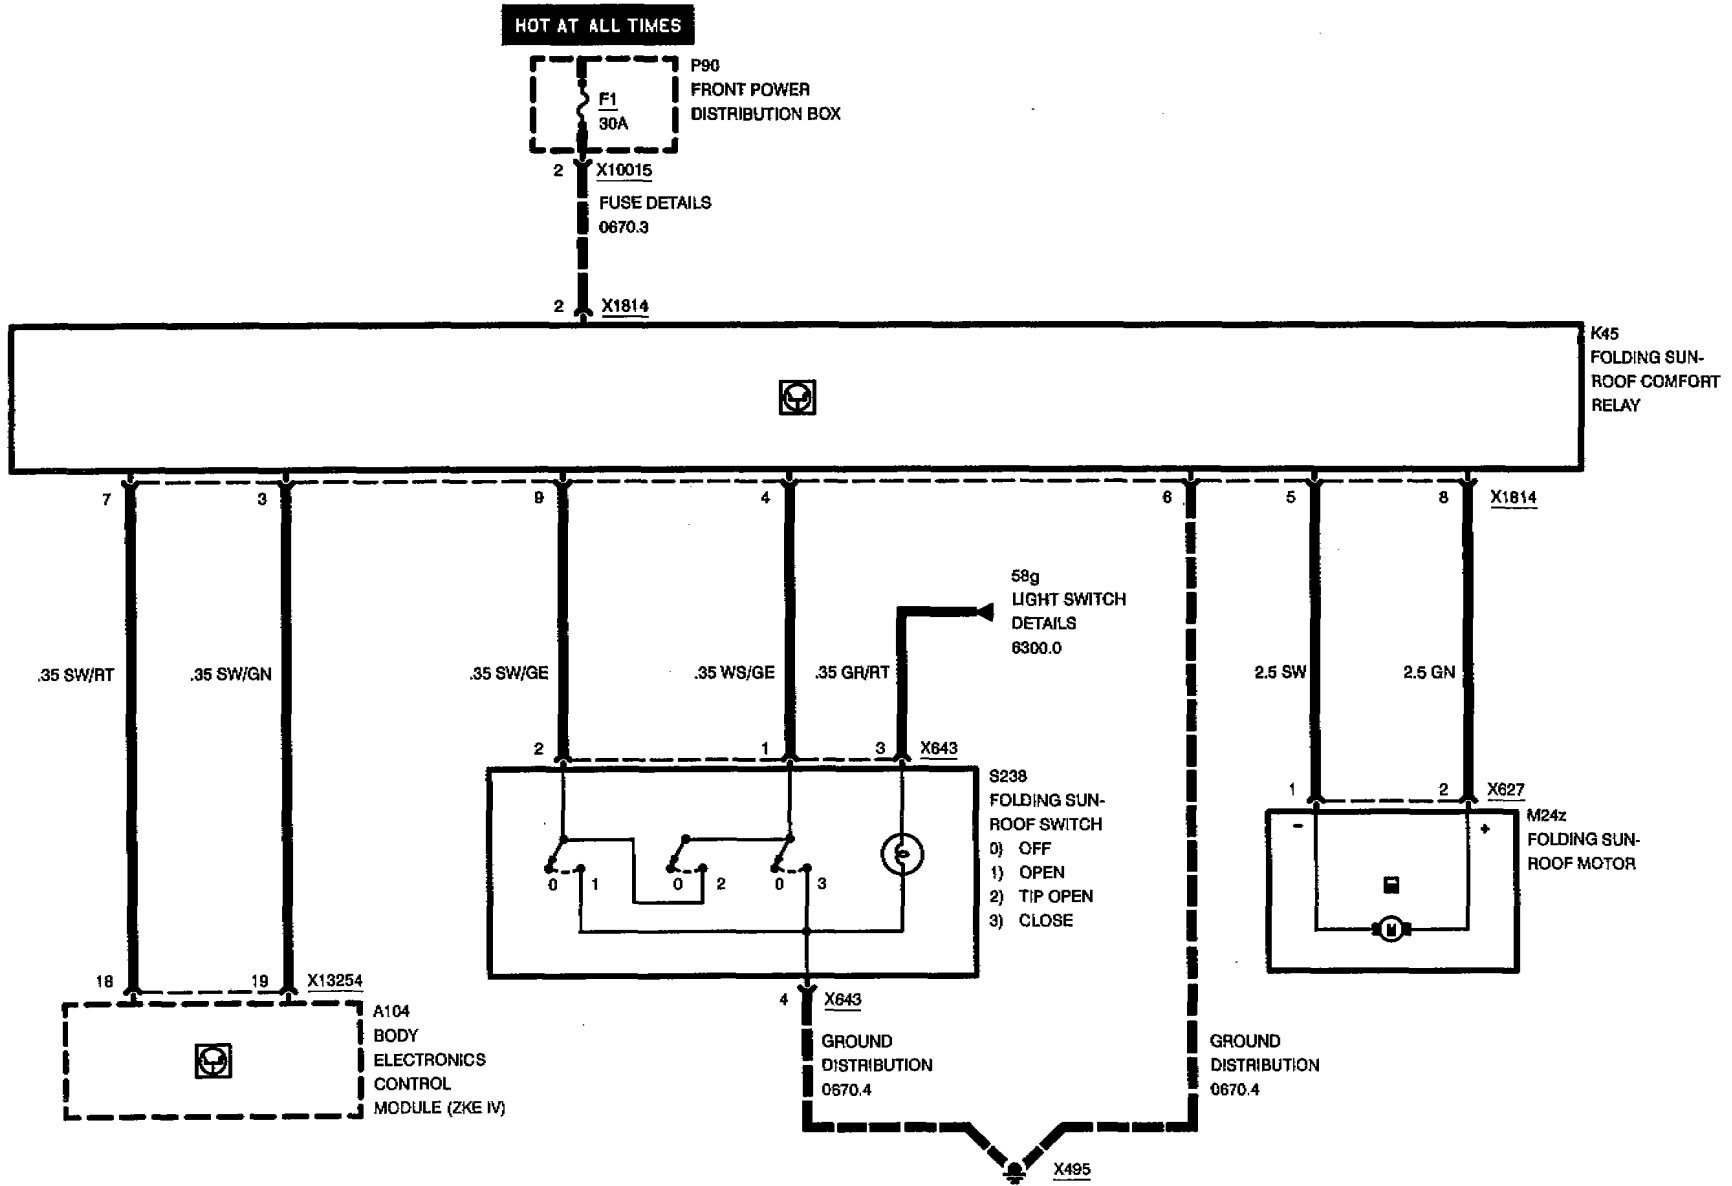 HOT AT ALL TIMES
P90
FRONT POWER
DISTRIBUTION BOX
F1
30A
2 X10015
FUSE DETAILS
0670.3
2 X1814
K45
FOLDING SUN-
ROOF COMFORT
RELAY
7 3 9 4 6 5 8 X1814
58g
LIGHT SWITCH
DETAILS
6300.0
.35 SW/RT .35 SW/GN .35 SW/GE .35 WS/GE .35 GR/RT 2.5 SW 2.5 GN
2 1 3 X643
S238
FOLDING SUN-
ROOF SWITCH
0) OFF
1) OPEN
2) TIP OPEN
3) CLOSE
0 1 0 2 0 3
1 2 X627
- +
M24z
FOLDING SUN-
ROOF MOTOR
M
18 19 X13254
A104
BODY
ELECTRONICS
CONTROL
MODULE (ZKE IV)
4 X643
GROUND
DISTRIBUTION
0670.4
GROUND
DISTRIBUTION
0670.4
X495